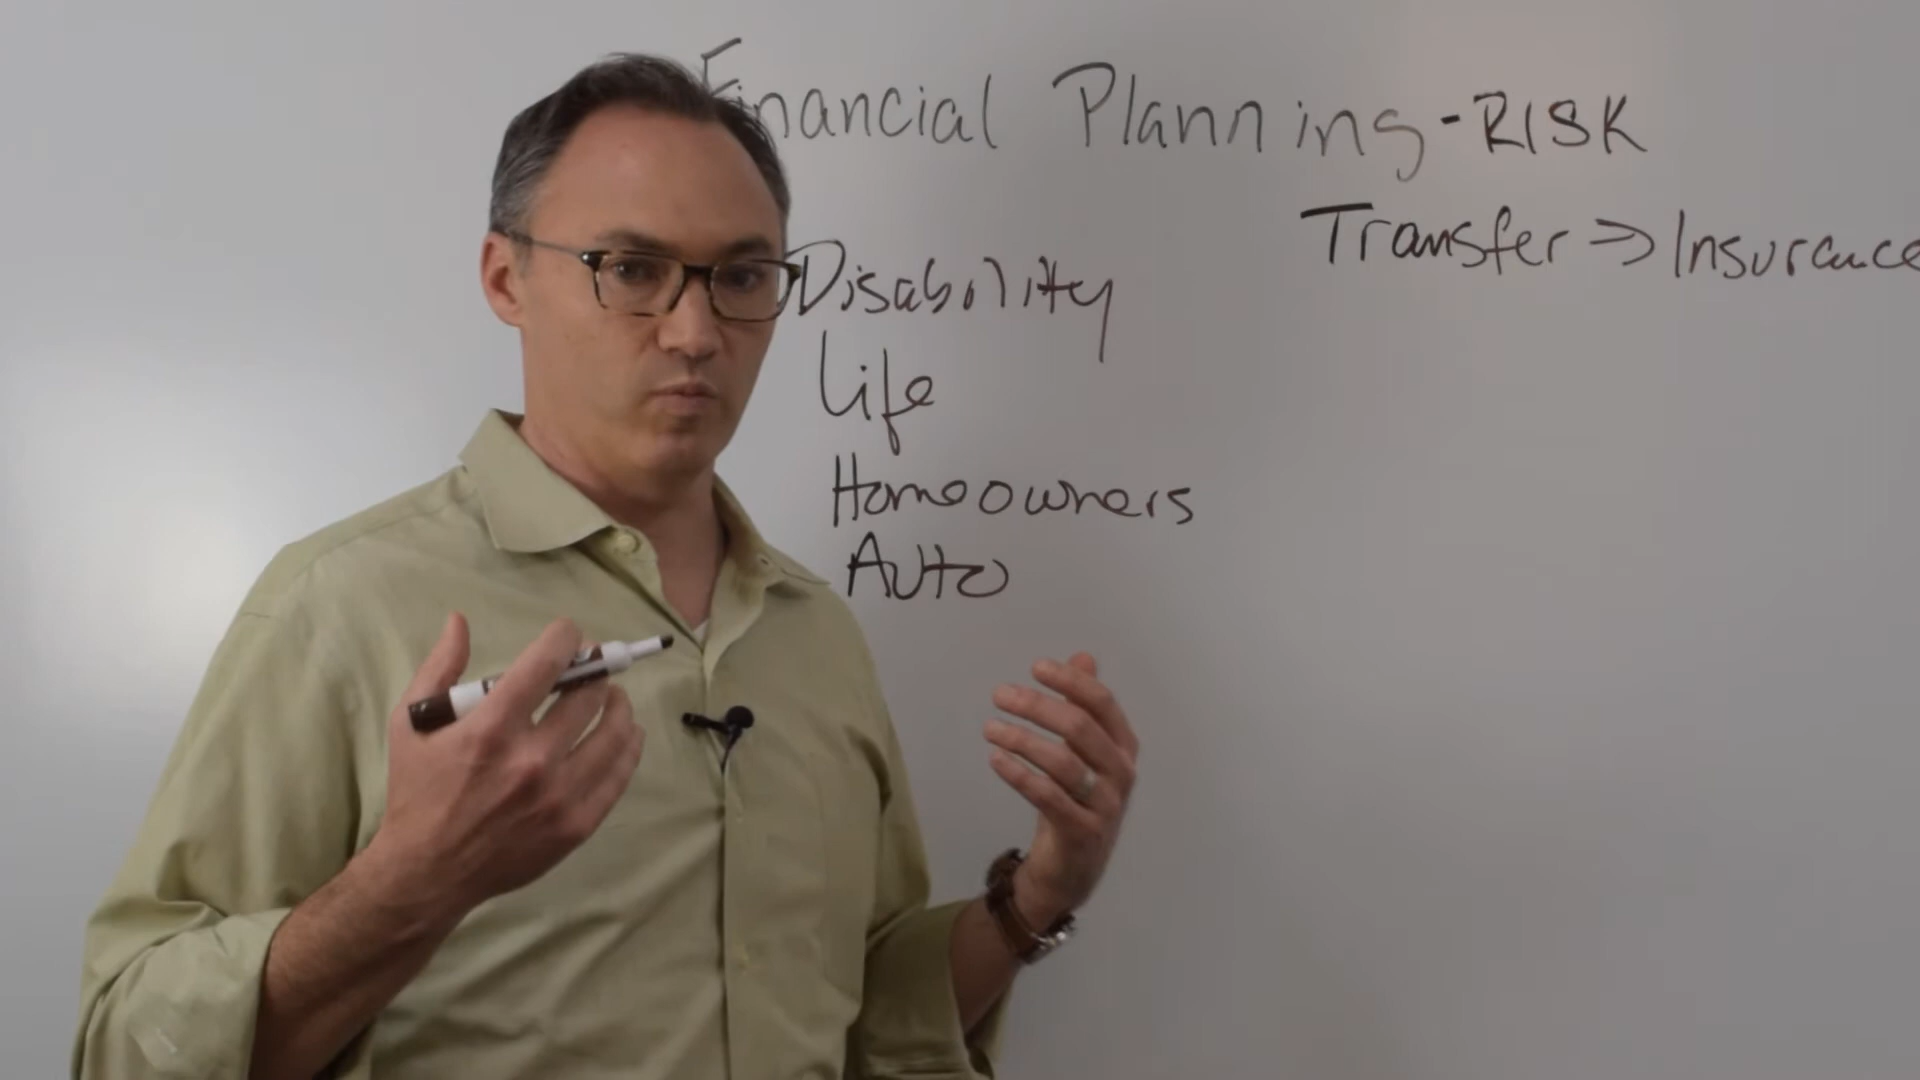 Financial Planning - RISK
Transfer => Insurance
Disability
Life
Homeowners
Auto